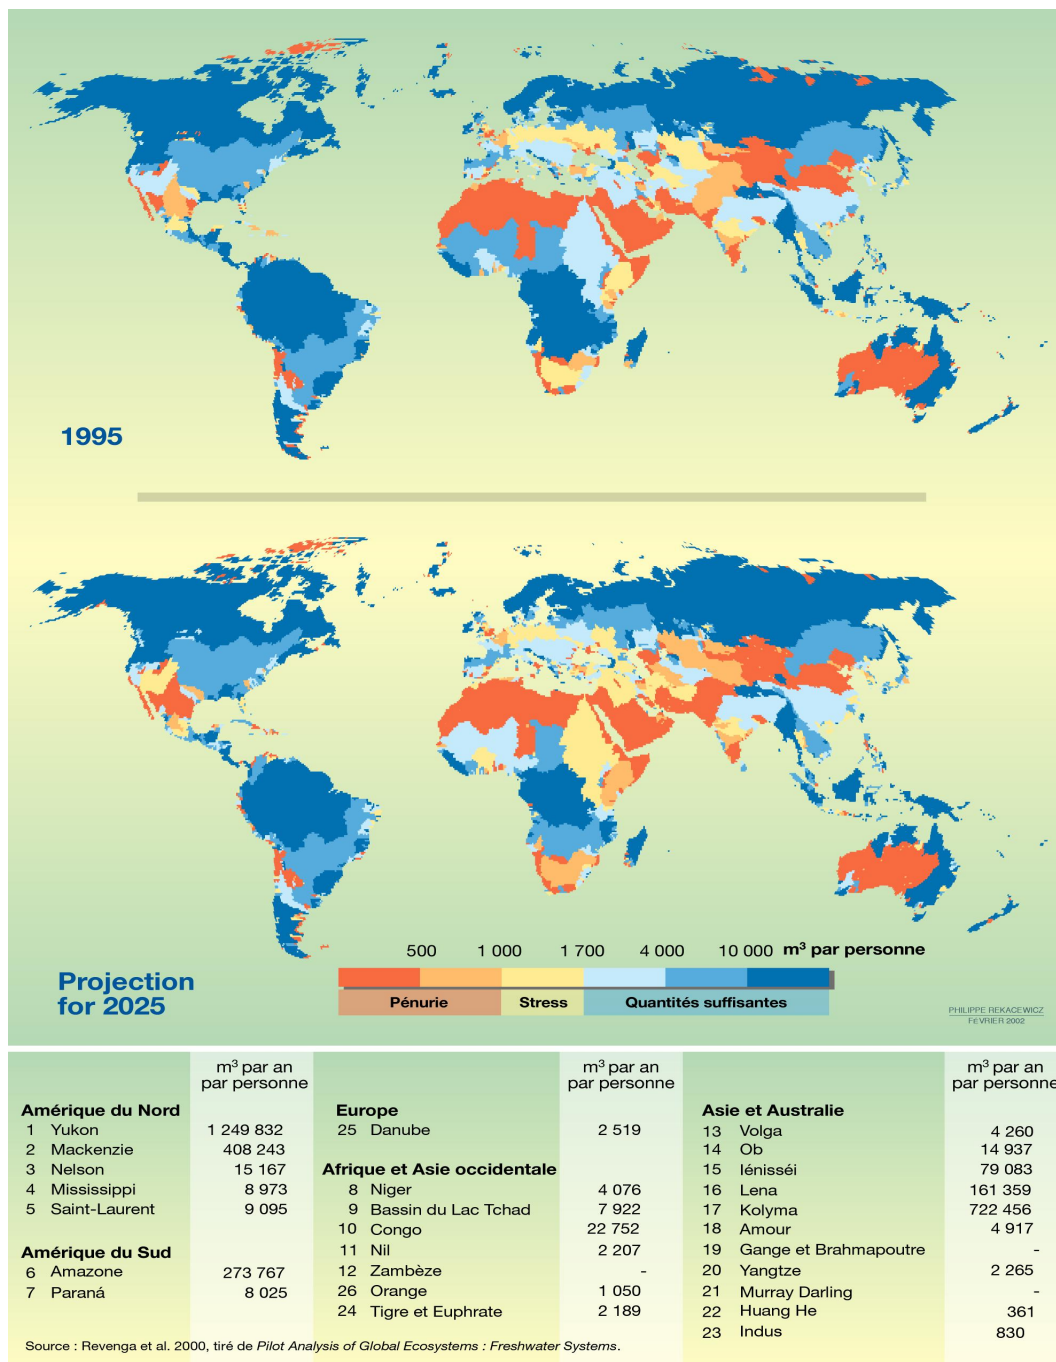 1995
Projection
for 2025
500 1 000 1 700 4 000 10 000 m³ par personne
Pénurie Stress Quantités suffisantes
PHILIPPE REKACEWICZ
FÉVRIER 2002
m³ par an
par personne
Amérique du Nord
1 Yukon 1 249 832
2 Mackenzie 408 243
3 Nelson 15 167
4 Mississippi 8 973
5 Saint-Laurent 9 095
Amérique du Sud
6 Amazone 273 767
7 Paraná 8 025
m³ par an
par personne
Europe
25 Danube 2 519
Afrique et Asie occidentale
8 Niger 4 076
9 Bassin du Lac Tchad 7 922
10 Congo 22 752
11 Nil 2 207
12 Zambèze -
26 Orange 1 050
24 Tigre et Euphrate 2 189
m³ par an
par personne
Asie et Australie
13 Volga 4 260
14 Ob 14 937
15 Iénisséi 79 083
16 Lena 161 359
17 Kolyma 722 456
18 Amour 4 917
19 Gange et Brahmapoutre -
20 Yangtze 2 265
21 Murray Darling -
22 Huang He 361
23 Indus 830
Source : Revenga et al. 2000, tiré de Pilot Analysis of Global Ecosystems : Freshwater Systems.